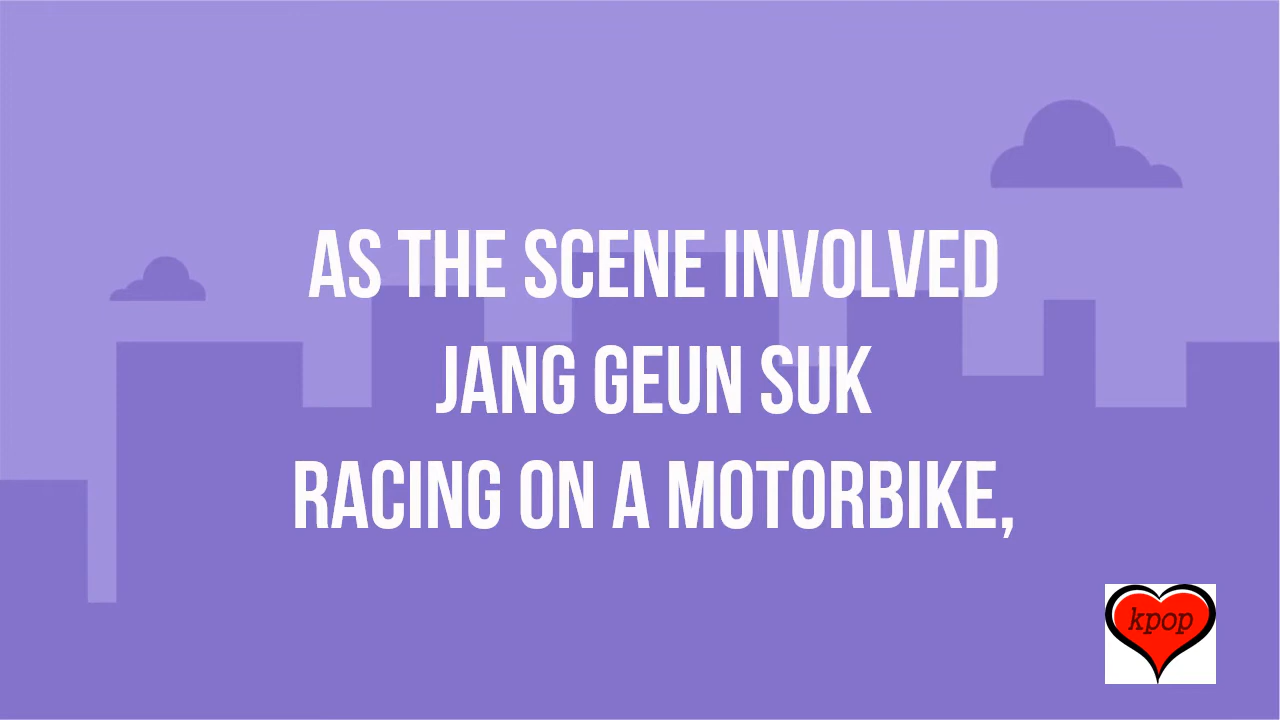 AS THE SCENE INVOLVED
JANG GEUN SUK
RACING ON A MOTORBIKE,
kpop